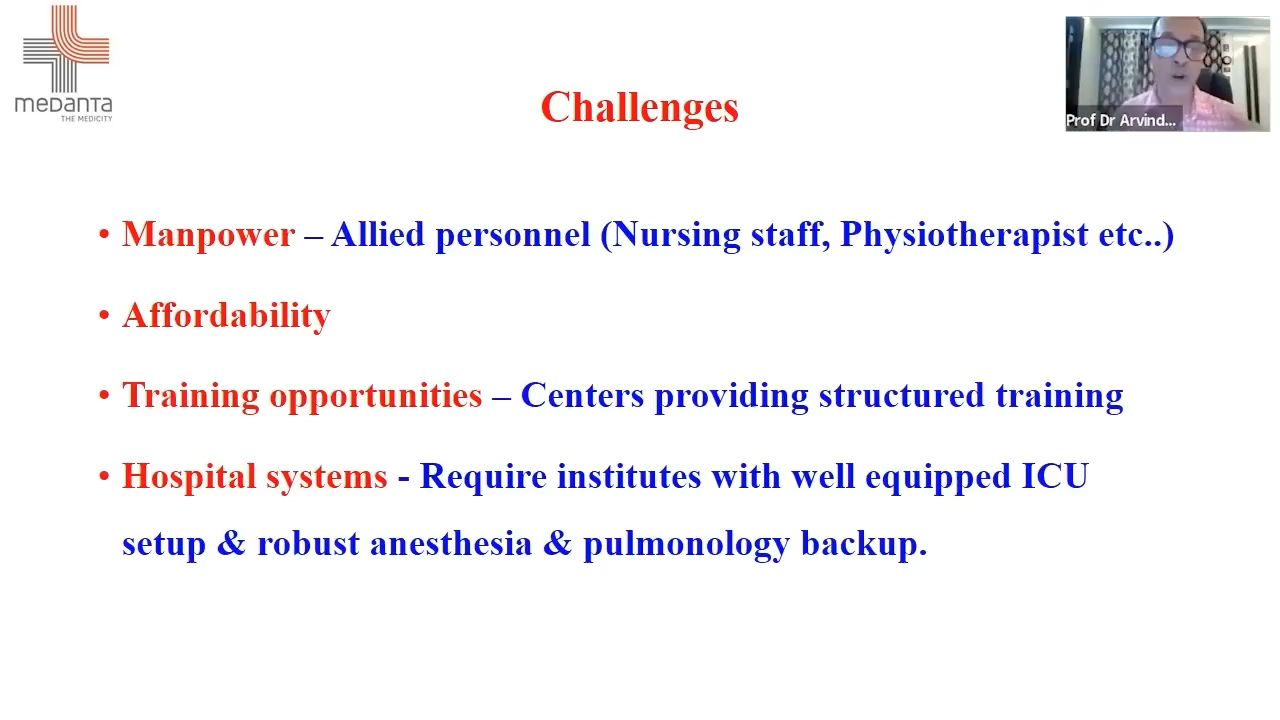 medanta
THE MEDICITY
Prof Dr Arvind...
Challenges
• Manpower – Allied personnel (Nursing staff, Physiotherapist etc..)
• Affordability
• Training opportunities – Centers providing structured training
• Hospital systems - Require institutes with well equipped ICU
setup & robust anesthesia & pulmonology backup.